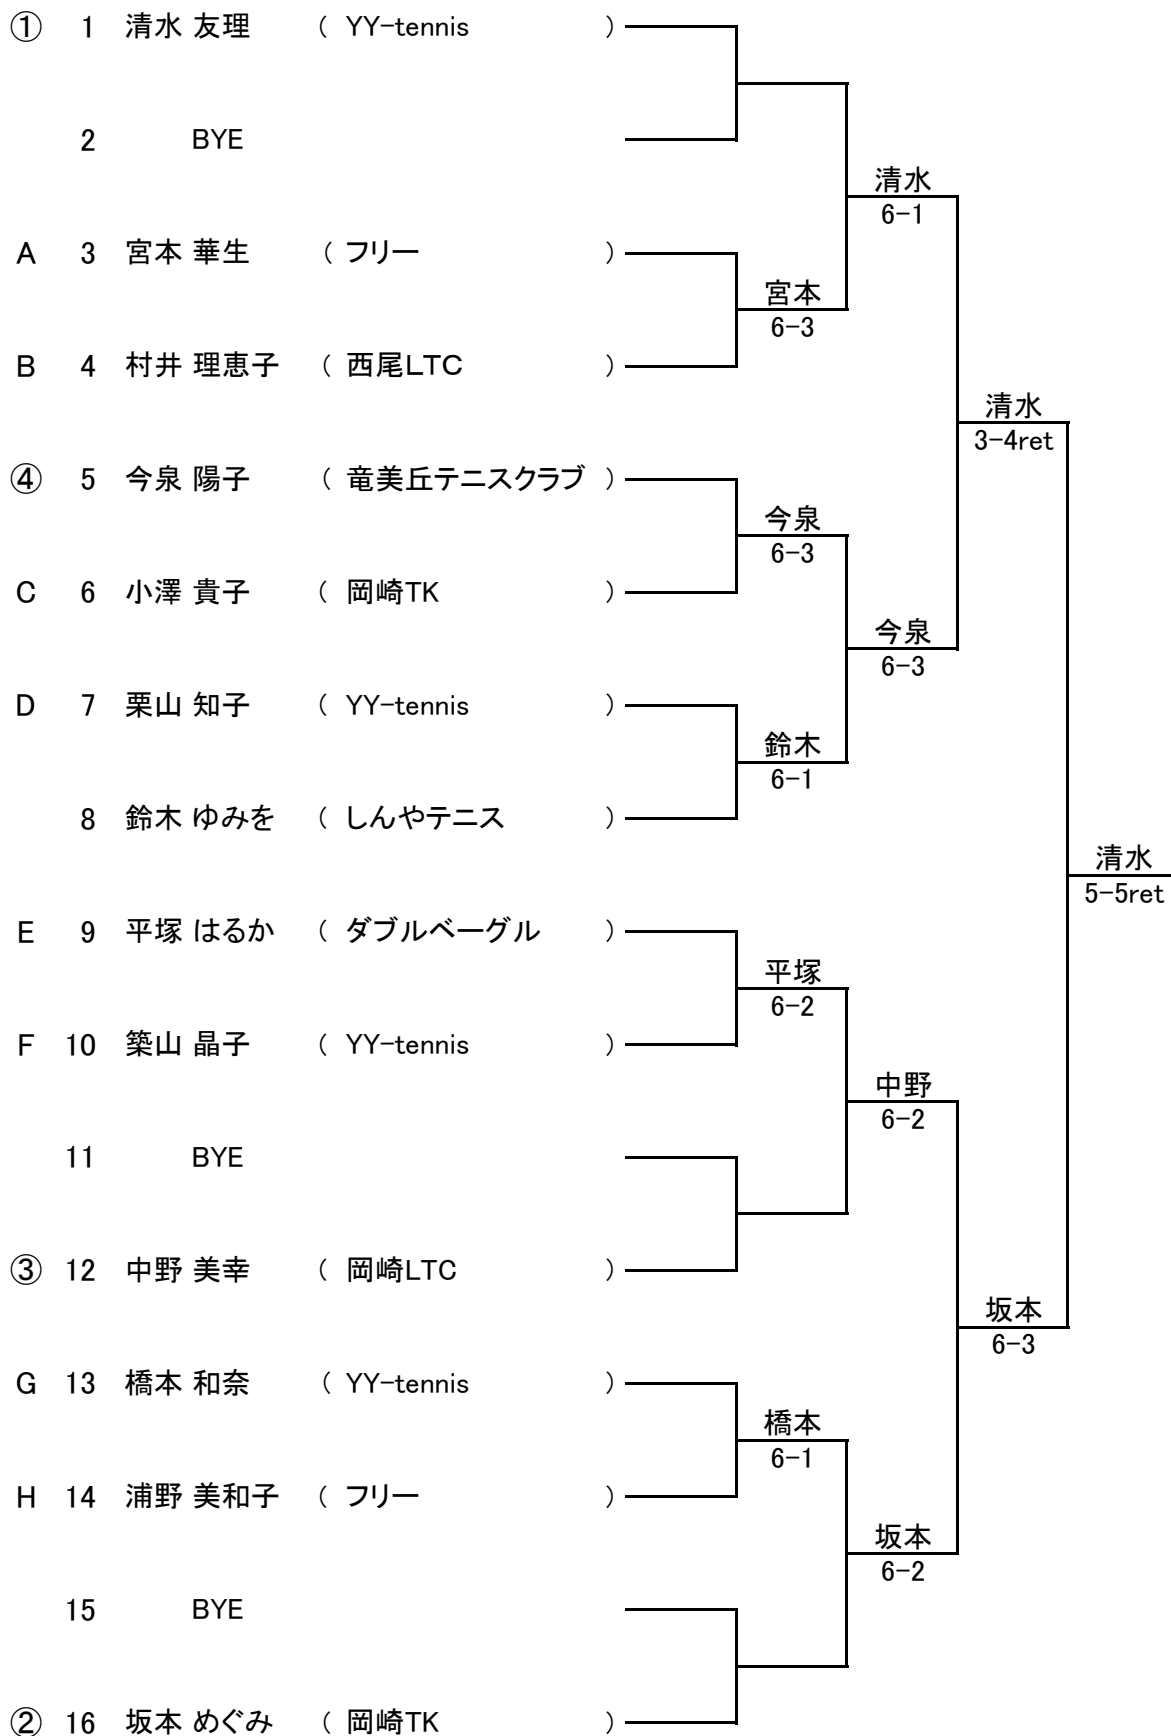 ① 1 清水 友理 ( YY-tennis )
2 BYE
清水
6-1
A 3 宮本 華生 ( フリー )
宮本
6-3
B 4 村井 理恵子 ( 西尾LTC )
清水
3-4ret
④ 5 今泉 陽子 ( 竜美丘テニスクラブ )
今泉
6-3
C 6 小澤 貴子 ( 岡崎TK )
今泉
6-3
D 7 栗山 知子 ( YY-tennis )
鈴木
6-1
8 鈴木 ゆみを ( しんやテニス )
清水
5-5ret
E 9 平塚 はるか ( ダブルベーグル )
平塚
6-2
F 10 築山 晶子 ( YY-tennis )
中野
6-2
11 BYE
③ 12 中野 美幸 ( 岡崎LTC )
坂本
6-3
G 13 橋本 和奈 ( YY-tennis )
橋本
6-1
H 14 浦野 美和子 ( フリー )
坂本
6-2
15 BYE
② 16 坂本 めぐみ ( 岡崎TK )